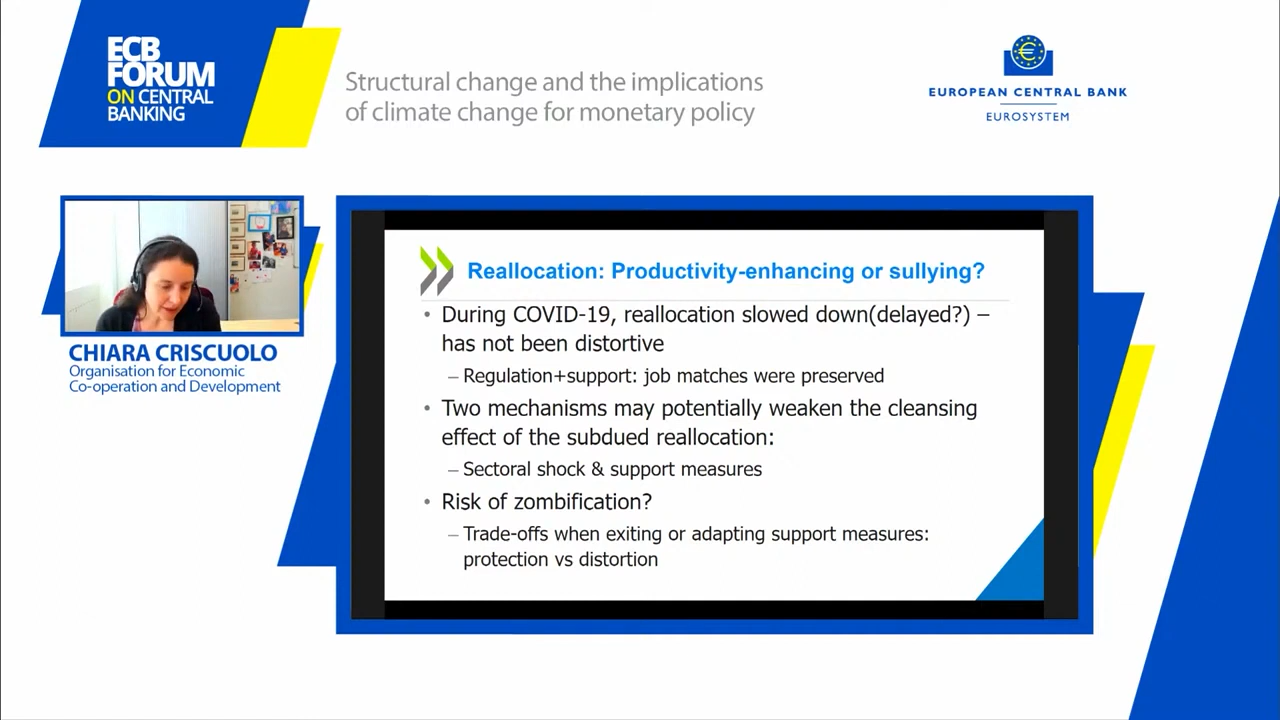 ECB
FORUM
ON CENTRAL
BANKING
Structural change and the implications
of climate change for monetary policy
EUROPEAN CENTRAL BANK
EUROSYSTEM
CHIARA CRISCUOLO
Organisation for Economic
Co-operation and Development
Reallocation: Productivity-enhancing or sullying?
• During COVID-19, reallocation slowed down(delayed?) –
has not been distortive
– Regulation+support: job matches were preserved
• Two mechanisms may potentially weaken the cleansing
effect of the subdued reallocation:
– Sectoral shock & support measures
• Risk of zombification?
– Trade-offs when exiting or adapting support measures:
protection vs distortion